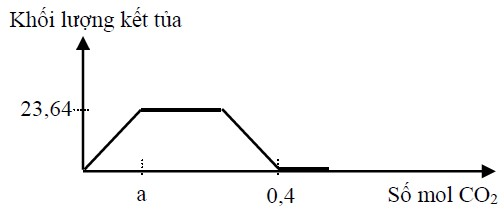 Khối lượng kết tủa
23,64
a
0,4
Số mol CO₂